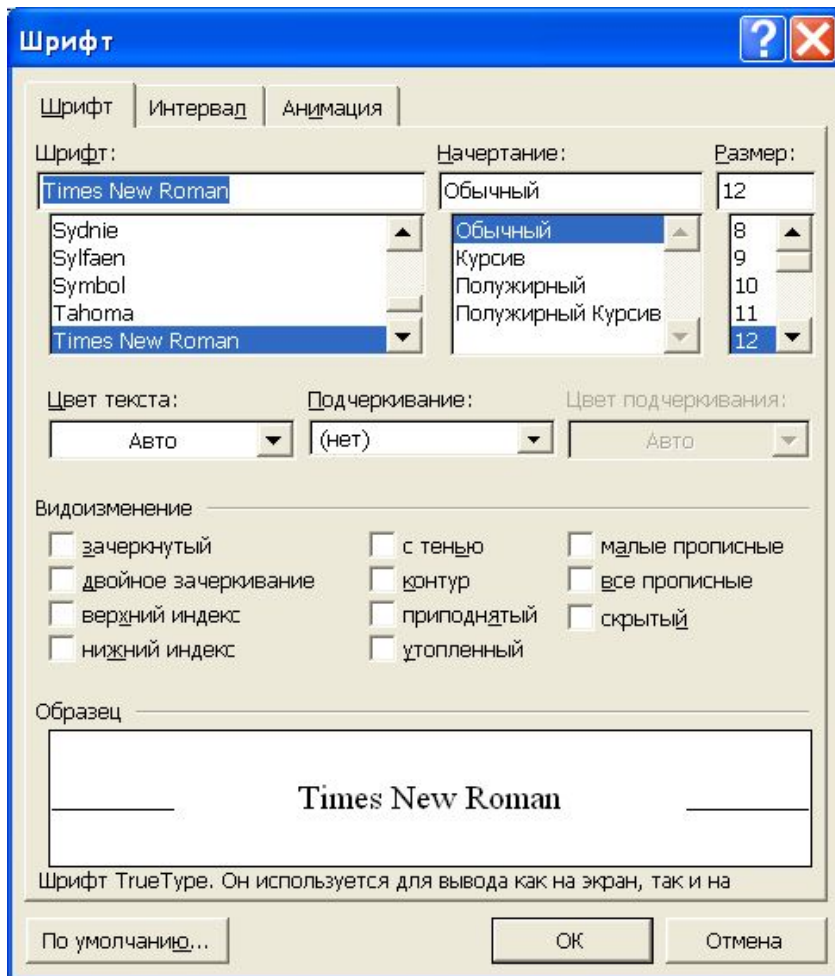 Шрифт
Шрифт Интервал Анимация
Шрифт: Начертание: Размер:
Times New Roman Обычный 12
Sydnie Обычный 8
Sylfaen Курсив 9
Symbol Полужирный 10
Tahoma Полужирный Курсив 11
Times New Roman 12
Цвет текста: Подчеркивание: Цвет подчеркивания:
Авто (нет) Авто
Видоизменение
зачеркнутый с тенью малые прописные
двойное зачеркивание контур все прописные
верхний индекс приподнятый скрытый
нижний индекс утопленный
Образец
Times New Roman
Шрифт TrueType. Он используется для вывода как на экран, так и на
По умолчанию... ОК Отмена